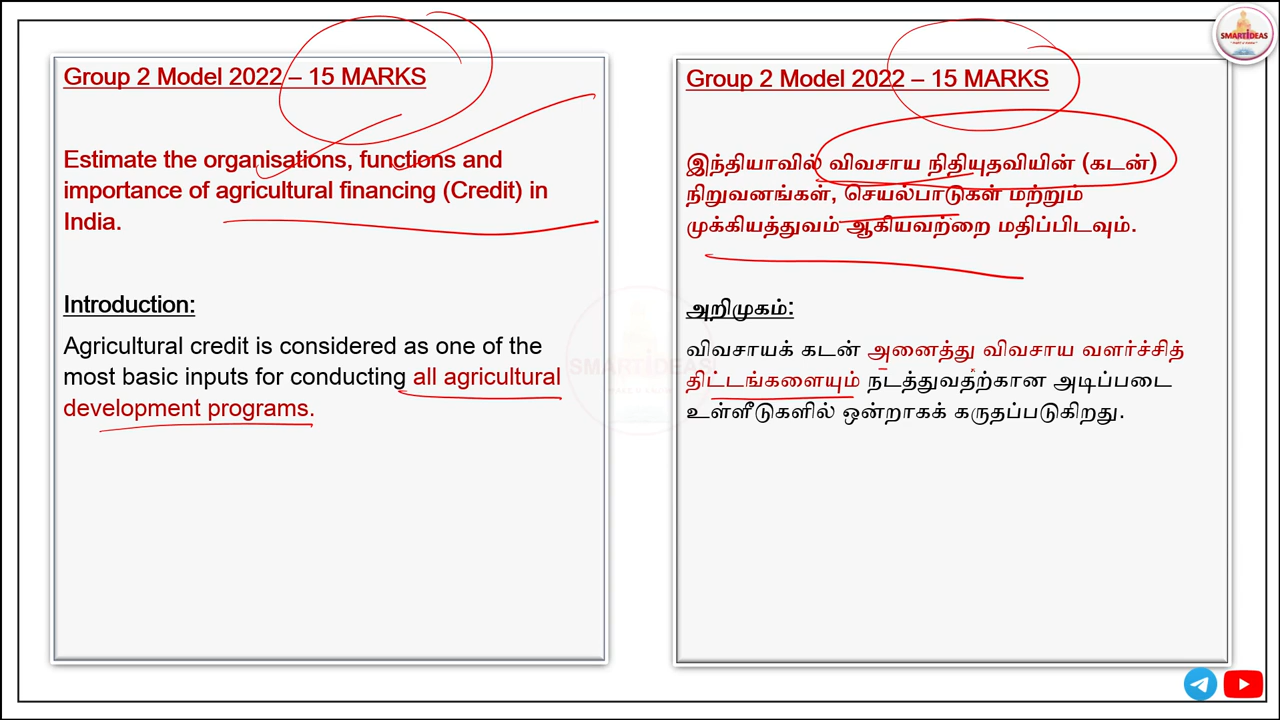 SMARTIDEAS
Group 2 Model 2022 – 15 MARKS
Estimate the organisations, functions and
importance of agricultural financing (Credit) in
India.
Introduction:
Agricultural credit is considered as one of the
most basic inputs for conducting all agricultural
development programs.
Group 2 Model 2022 – 15 MARKS
இந்தியாவில் விவசாய நிதியுதவியின் (கடன்)
நிறுவனங்கள், செயல்பாடுகள் மற்றும்
முக்கியத்துவம் ஆகியவற்றை மதிப்பிடவும்.
அறிமுகம்:
விவசாயக் கடன் அனைத்து விவசாய வளர்ச்சித்
திட்டங்களையும் நடத்துவதற்கான அடிப்படை
உள்ளீடுகளில் ஒன்றாகக் கருதப்படுகிறது.
SMARTIDEAS